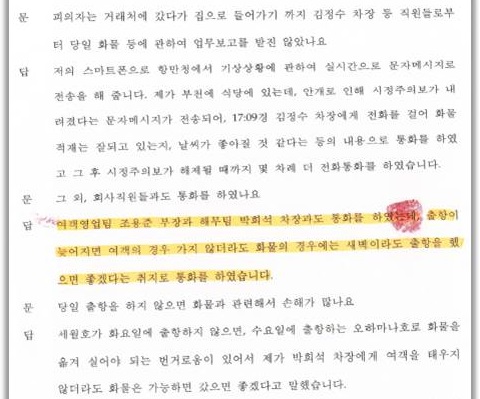 문 피의자는 거래처에 갔다가 집으로 들어가기 까지 김정수 차장 등 직원들로부
터 당일 화물 등에 관하여 업무보고를 받진 않았나요
답 저의 스마트폰으로 항만청에서 기상상황에 관하여 실시간으로 문자메시지로
전송을 해 줍니다. 제가 부천에 식당에 있는데, 안개로 인해 시정주의보가 내
려졌다는 문자메시지가 전송되어, 17:09경 김정수 차장에게 전화를 걸어 화물
적재는 잘되고 있는지, 날씨가 좋아질 것 같다는 등의 내용으로 통화를 하였
고 그 후 시정주의보가 해제될 때까지 몇 차례 더 전화통화를 하였습니다.
문 그 외, 회사직원들과도 통화를 하였나요
답 여객영업팀 조용준 부장과 해무팀 박희석 차장과도 통화를 하였는데, 출항이
늦어지면 여객의 경우 가지 않더라도 화물의 경우에는 새벽이라도 출항을 했
으면 좋겠다는 취지로 통화를 하였습니다.
문 당일 출항을 하지 않으면 화물과 관련해서 손해가 많나요
답 세월호가 화요일에 출항하지 않으면, 수요일에 출항하는 오하마나호로 화물을
옮겨 실어야 되는 번거로움이 있어서 제가 박희석 차장에게 여객을 태우지
않더라도 화물은 가능하면 갔으면 좋겠다고 말했습니다.